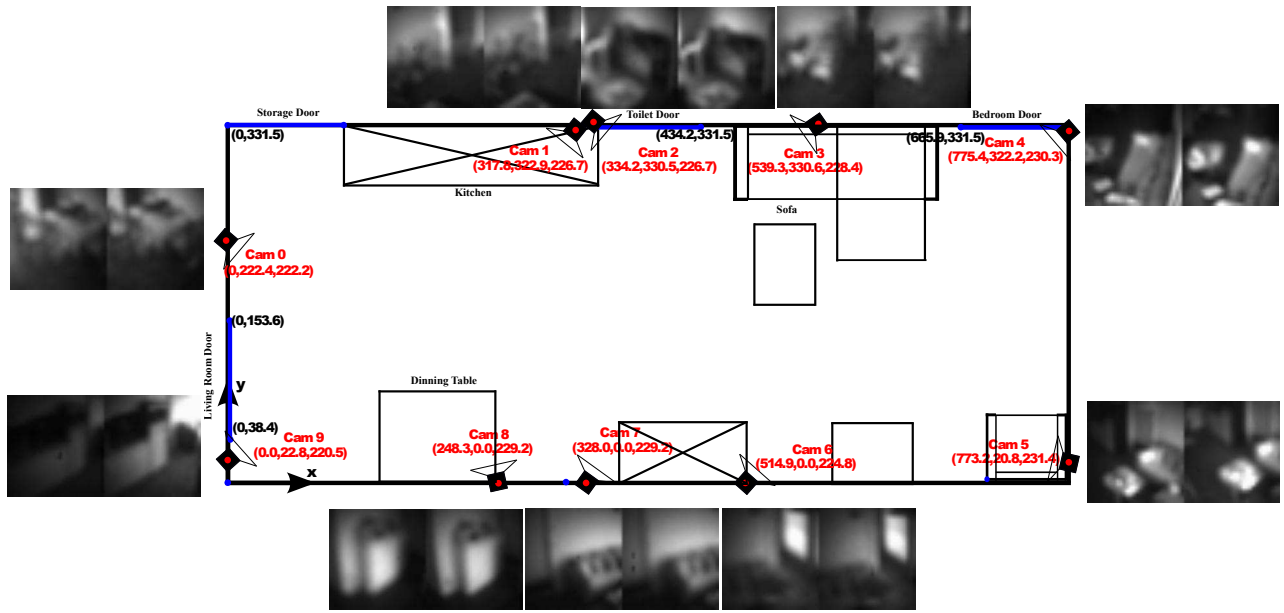 Storage Door
Toilet Door
Bedroom Door
(0,331.5)
(434.2,331.5)
(665.9,331.5)
Cam 1
(317.8,322.9,226.7)
Cam 2
(334.2,330.5,226.7)
Cam 3
(539.3,330.6,228.4)
Cam 4
(775.4,322.2,230.3)
Kitchen
Sofa
Cam 0
(0,222.4,222.2)
(0,153.6)
Living Room Door
y
Dinning Table
(0,38.4)
Cam 9
(0.0,22.8,220.5)
x
Cam 8
(248.3,0.0,229.2)
Cam 7
(328.0,0.0,229.2)
Cam 6
(514.9,0.0,224.8)
Cam 5
(773.2,20.8,231.4)